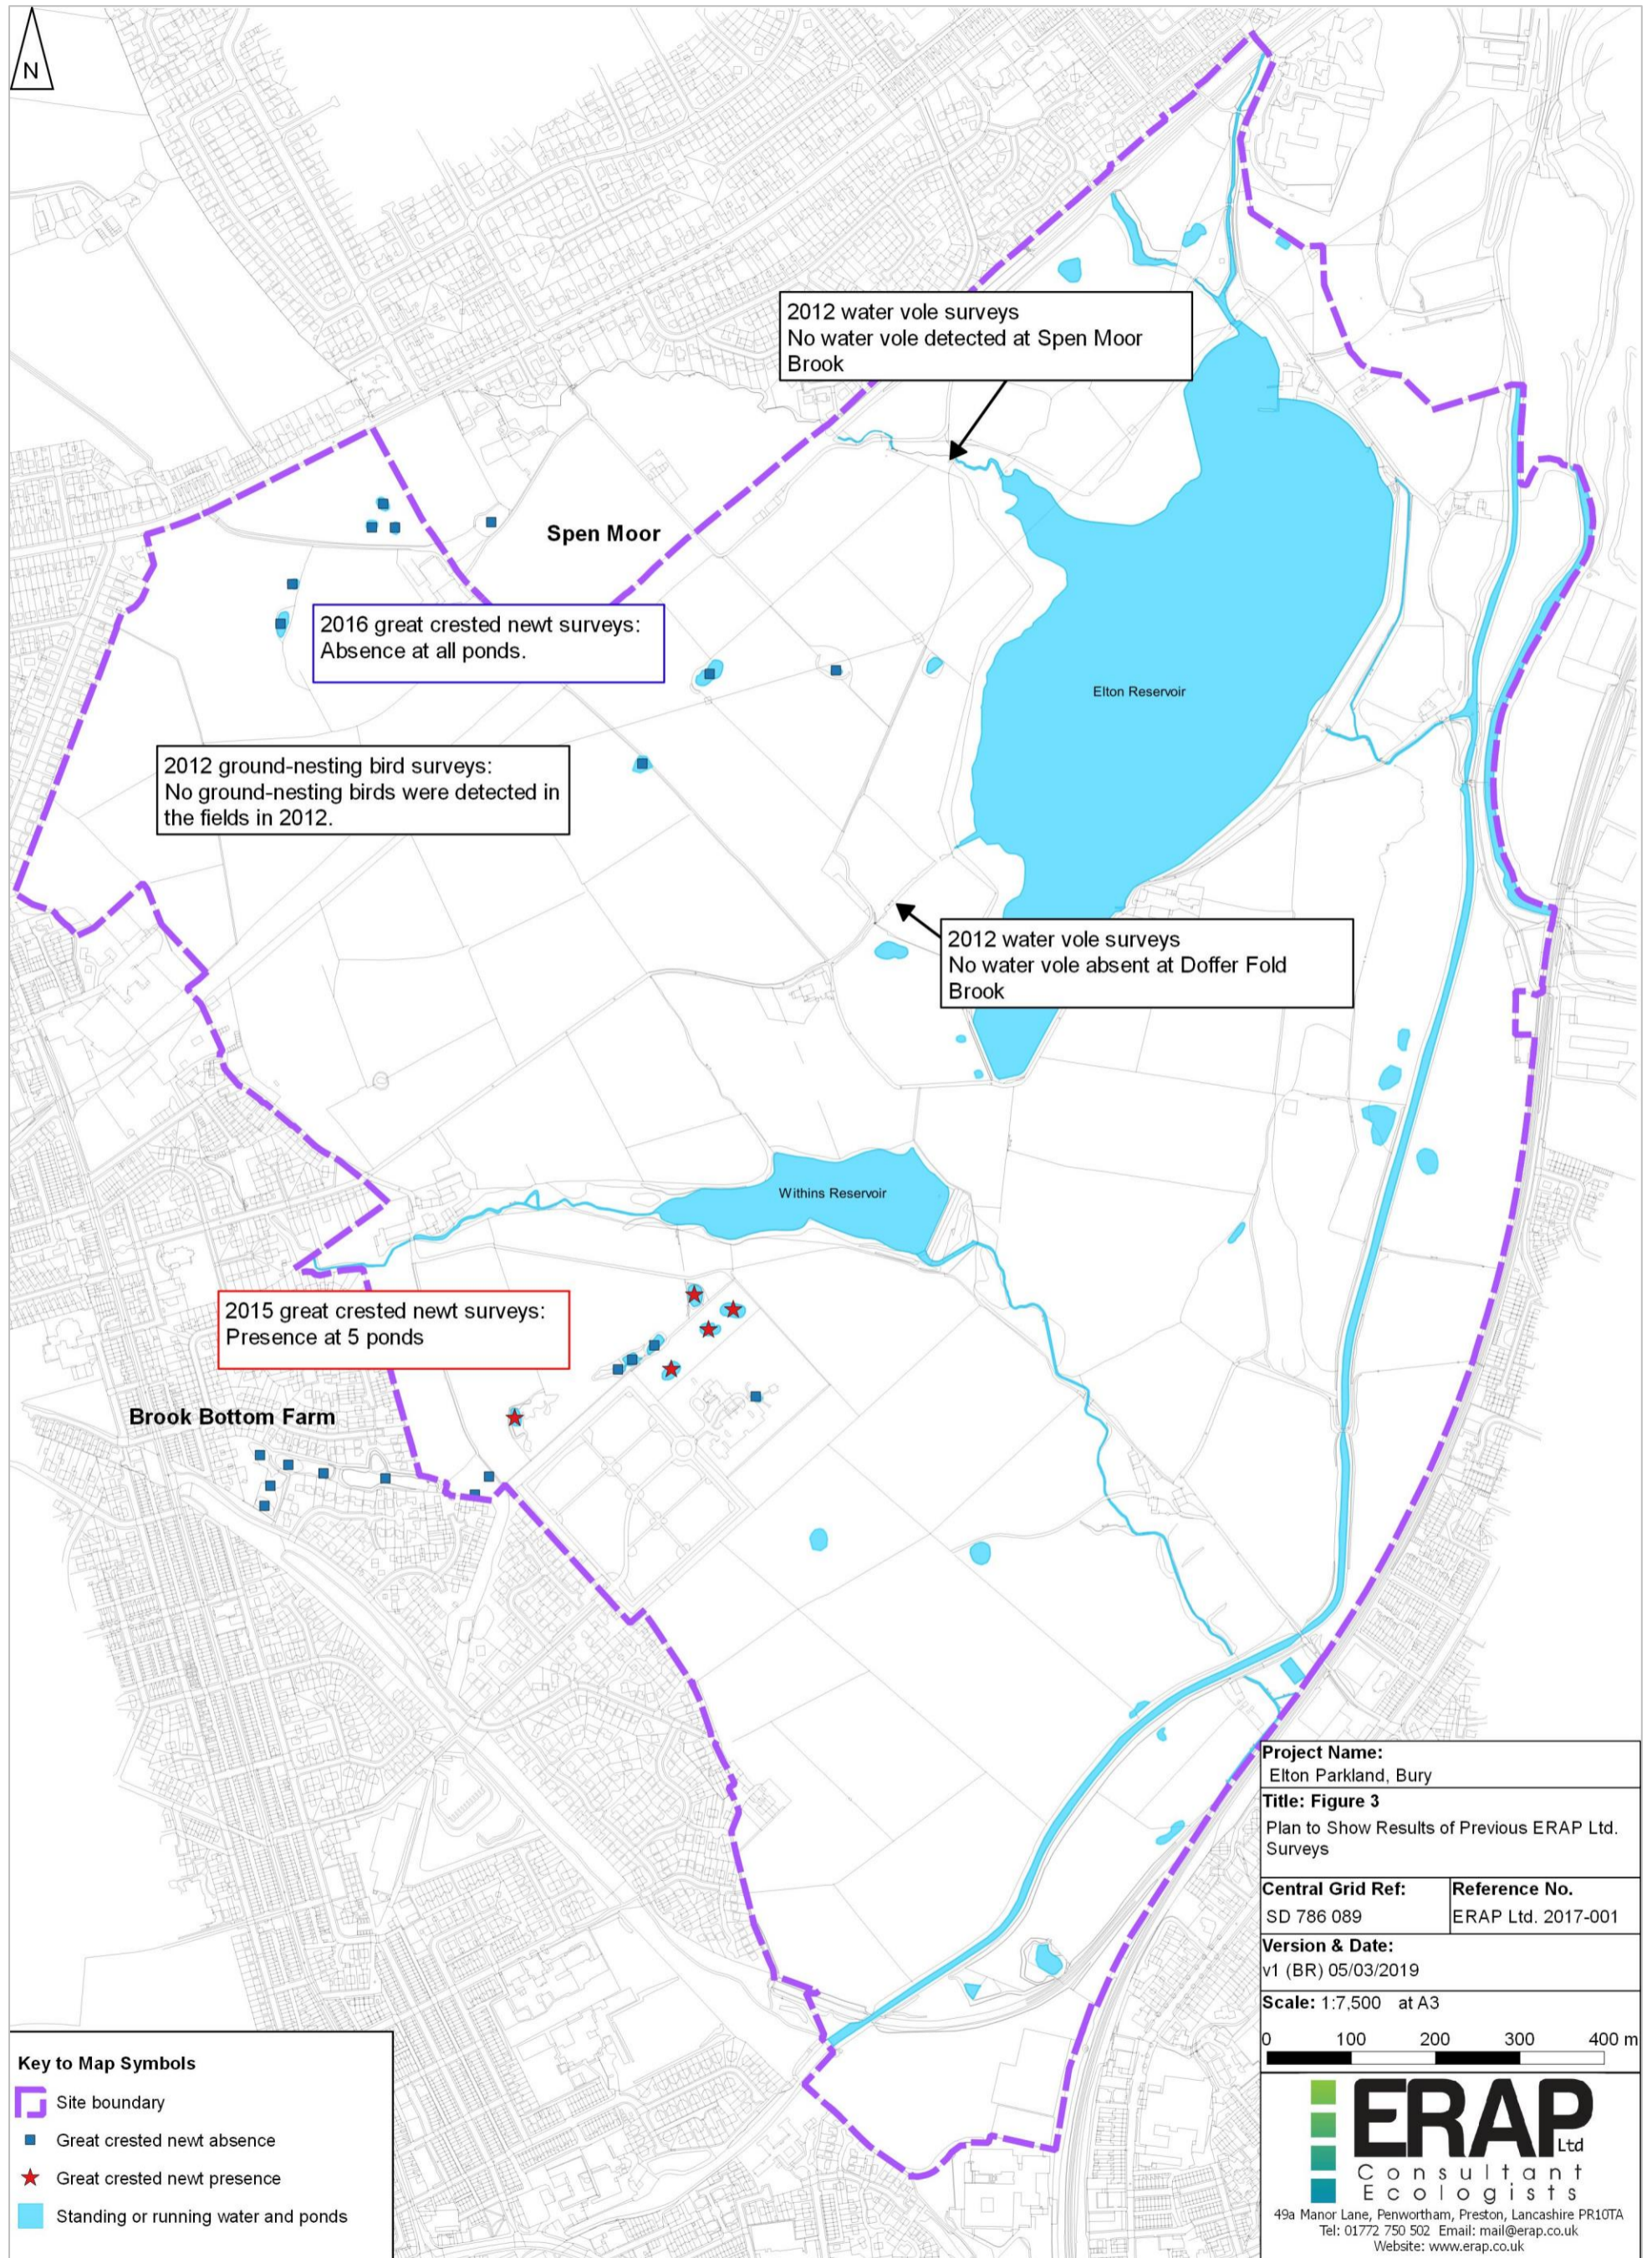 N
2012 water vole surveys
No water vole detected at Spen Moor
Brook
Spen Moor
2016 great crested newt surveys:
Absence at all ponds.
Elton Reservoir
2012 ground-nesting bird surveys:
No ground-nesting birds were detected in
the fields in 2012.
2012 water vole surveys
No water vole absent at Doffer Fold
Brook
Withins Reservoir
2015 great crested newt surveys:
Presence at 5 ponds
Brook Bottom Farm
Project Name:
Elton Parkland, Bury
Title: Figure 3
Plan to Show Results of Previous ERAP Ltd.
Surveys
Central Grid Ref:
SD 786 089
Reference No.
ERAP Ltd. 2017-001
Version & Date:
v1 (BR) 05/03/2019
Scale: 1:7,500 at A3
0 100 200 300 400 m
ERAP
Ltd
Consultant
Ecologists
49a Manor Lane, Penwortham, Preston, Lancashire PR10TA
Tel: 01772 750 502 Email: mail@erap.co.uk
Website: www.erap.co.uk
Key to Map Symbols
Site boundary
Great crested newt absence
Great crested newt presence
Standing or running water and ponds